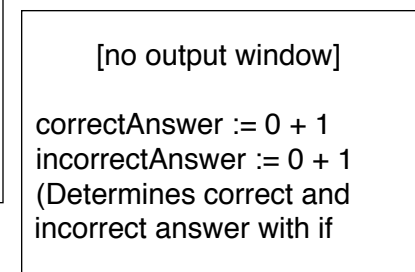 [no output window]
correctAnswer := 0 + 1
incorrectAnswer := 0 + 1
(Determines correct and
incorrect answer with if